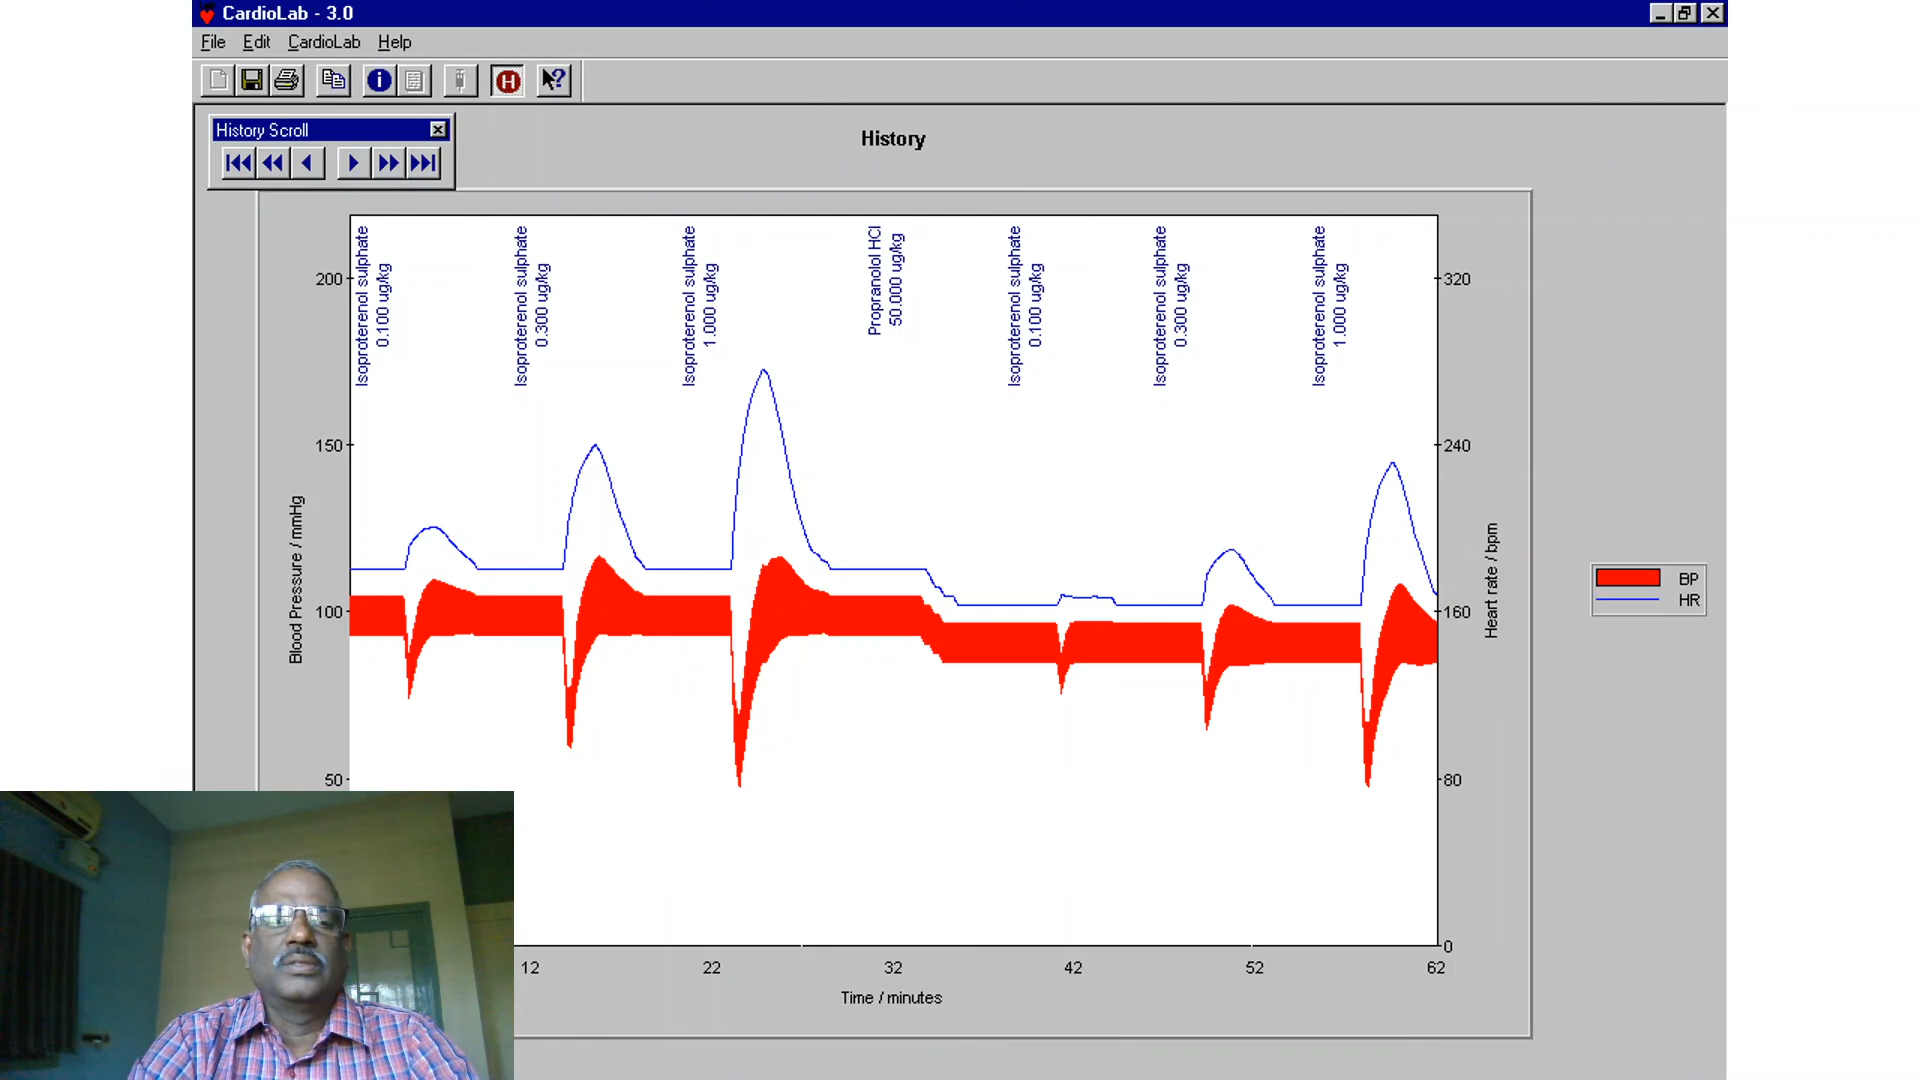 CardioLab - 3.0
File Edit CardioLab Help
History Scroll
History
Isoproterenol sulphate
0.100 ug/kg
Isoproterenol sulphate
0.300 ug/kg
Isoproterenol sulphate
1.000 ug/kg
Propranolol HCl
50.000 ug/kg
Isoproterenol sulphate
0.100 ug/kg
Isoproterenol sulphate
0.300 ug/kg
Isoproterenol sulphate
1.000 ug/kg
200
150
100
50
Blood Pressure / mmHg
320
240
160
80
0
Heart rate / bpm
BP
HR
12 22 32 42 52 62
Time / minutes